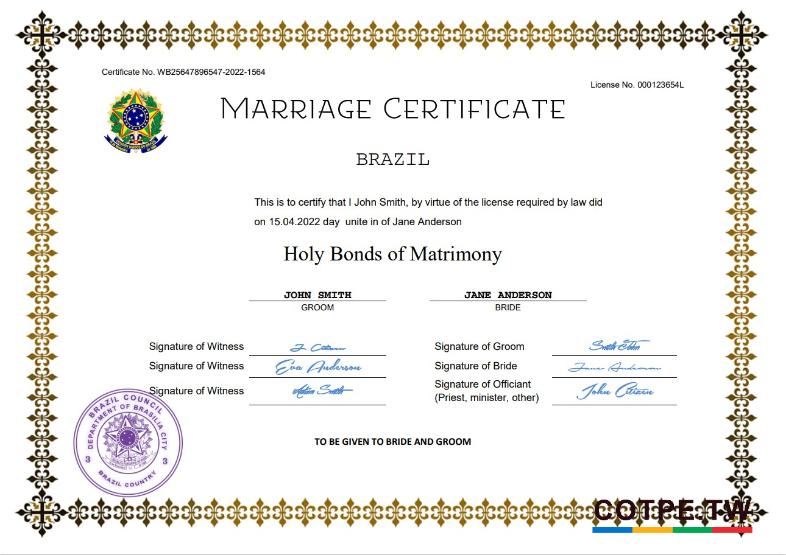 Certificate No. WB25647896547-2022-1564
License No. 000123654L
MARRIAGE CERTIFICATE
BRAZIL
This is to certify that I John Smith, by virtue of the license required by law did
on 15.04.2022 day unite in of Jane Anderson
Holy Bonds of Matrimony
JOHN SMITH JANE ANDERSON
GROOM BRIDE
Signature of Witness J. Citizen Signature of Groom Smith John
Signature of Witness Eva Anderson Signature of Bride Jane Anderson
Signature of Witness Adam Smith Signature of Officiant John Citizen
(Priest, minister, other)
BRAZIL COUNCIL
DEPARTMENT OF BRASILIA CITY
3 3
BRAZIL COUNTRY
TO BE GIVEN TO BRIDE AND GROOM
COTPE.TW